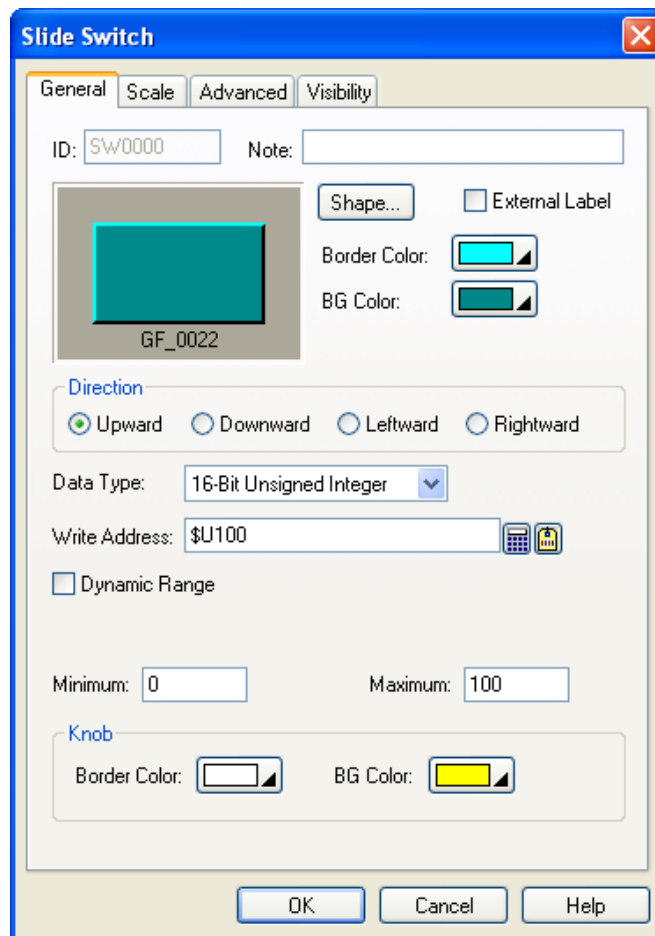 Slide Switch
General Scale Advanced Visibility
ID: SW0000 Note:
Shape... External Label
Border Color:
BG Color:
GF_0022
Direction
Upward Downward Leftward Rightward
Data Type: 16-Bit Unsigned Integer
Write Address: $U100
Dynamic Range
Minimum: 0 Maximum: 100
Knob
Border Color: BG Color:
OK Cancel Help